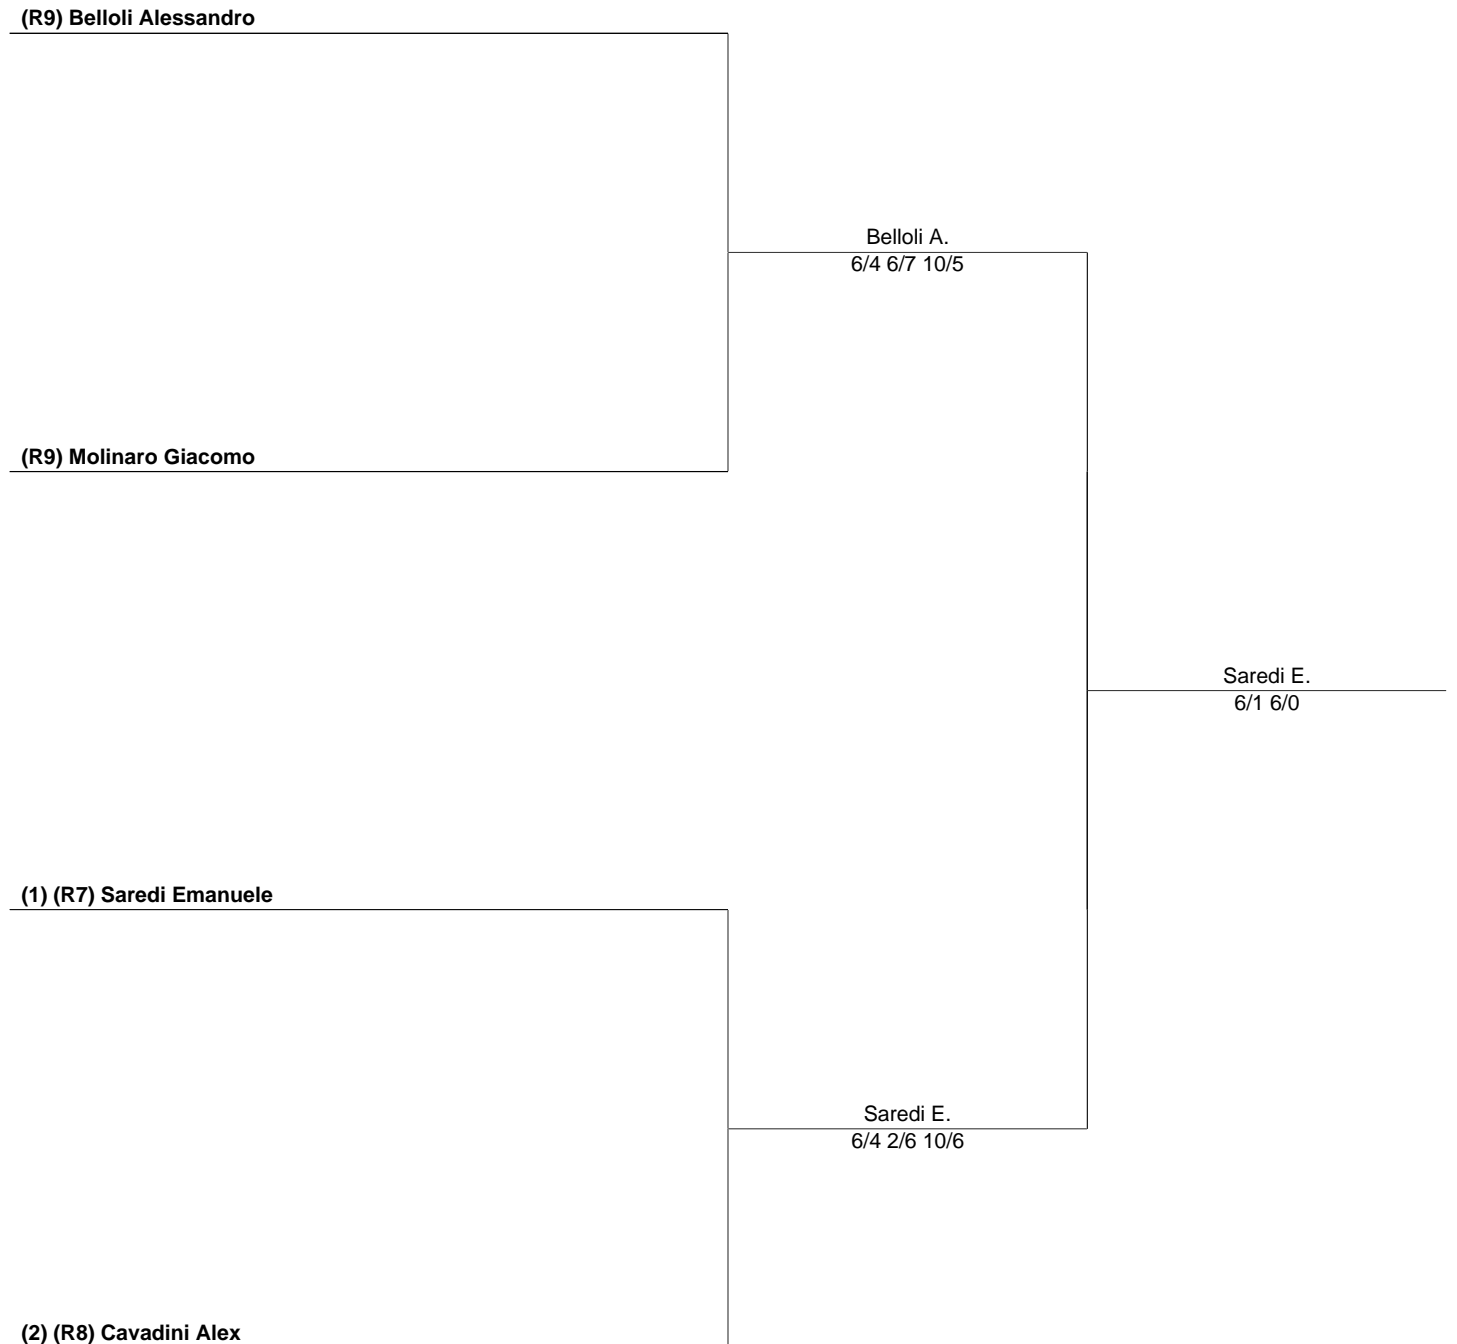 (R9) Belloli Alessandro
Belloli A.
6/4 6/7 10/5
(R9) Molinaro Giacomo
Saredi E.
6/1 6/0
(1) (R7) Saredi Emanuele
Saredi E.
6/4 2/6 10/6
(2) (R8) Cavadini Alex